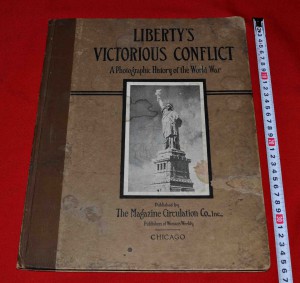 LIBERTY'S
VICTORIOUS CONFLICT
A Photographic History of the World War
Published by
The Magazine Circulation Co., Inc.
Publishers of Woman's Weekly
CHICAGO